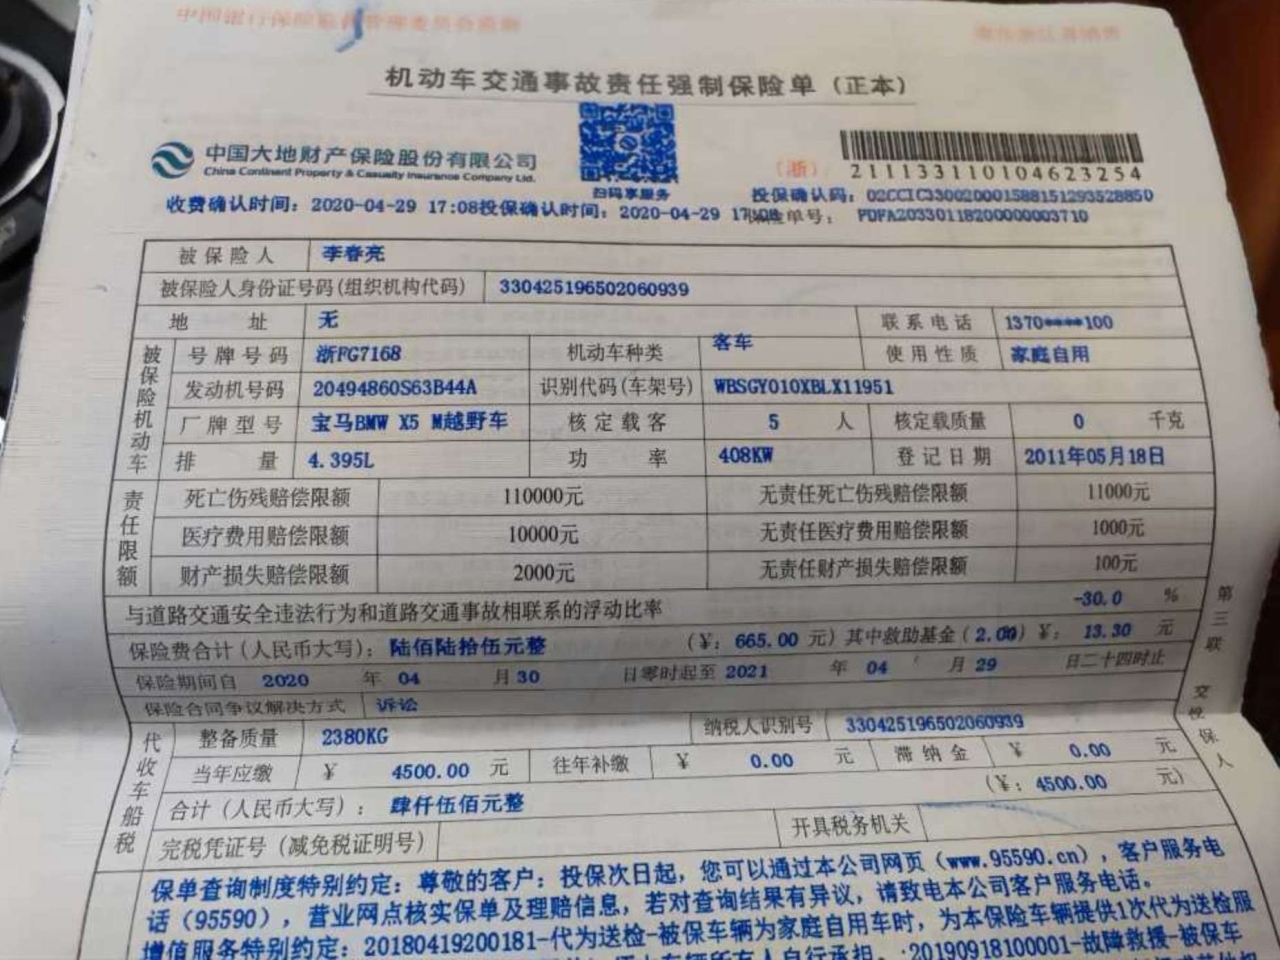 机动车交通事故责任强制保险单（正本）
中国大地财产保险股份有限公司
China Continent Property & Casualty Insurance Company Ltd.
扫码享服务
（浙）
211133110104623254
收费确认时间：2020-04-29 17:08投保确认时间：2020-04-29
投保确认码：02CCIC330020001588151293528850
单号：PDFA20330118200000003710
被保险人 李春亮
被保险人身份证号码(组织机构代码) 330425196502060939
地址 无 联系电话 1370****100
被保险机动车
号牌号码 浙FG7168 机动车种类 客车 使用性质 家庭自用
发动机号码 20494860S63B44A 识别代码(车架号) WBSGY010XBLX11951
厂牌型号 宝马BMW X5 M越野车 核定载客 5 人 核定载质量 0 千克
排量 4.395L 功率 408KW 登记日期 2011年05月18日
责任限额
死亡伤残赔偿限额 110000元 无责任死亡伤残赔偿限额 11000元
医疗费用赔偿限额 10000元 无责任医疗费用赔偿限额 1000元
财产损失赔偿限额 2000元 无责任财产损失赔偿限额 100元
与道路交通安全违法行为和道路交通事故相联系的浮动比率 -30.0 %
保险费合计(人民币大写)：陆佰陆拾伍元整 (¥：665.00 元) 其中救助基金(2.00) ¥：13.30 元
保险期间自 2020 年 04 月 30 日零时起至 2021 年 04 月 29 日二十四时止
保险合同争议解决方式 诉讼
代收车船税
整备质量 2380KG 纳税人识别号 330425196502060939
当年应缴 ¥ 4500.00 元 往年补缴 ¥ 0.00 元 滞纳金 ¥ 0.00 元
合计(人民币大写)：肆仟伍佰元整 (¥：4500.00 元)
完税凭证号(减免税证明号) 开具税务机关
第三联 交投保人
保单查询制度特别约定：尊敬的客户：投保次日起，您可以通过本公司网页（www.95590.cn），客户服务电
话（95590），营业网点核实保单及理赔信息，若对查询结果有异议，请致电本公司客户服务电话。
增值服务特别约定：20180419200181-代为送检-被保车辆为家庭自用车时，为本保险车辆提供1次代为送检服
20190918100001-故障救援-被保车